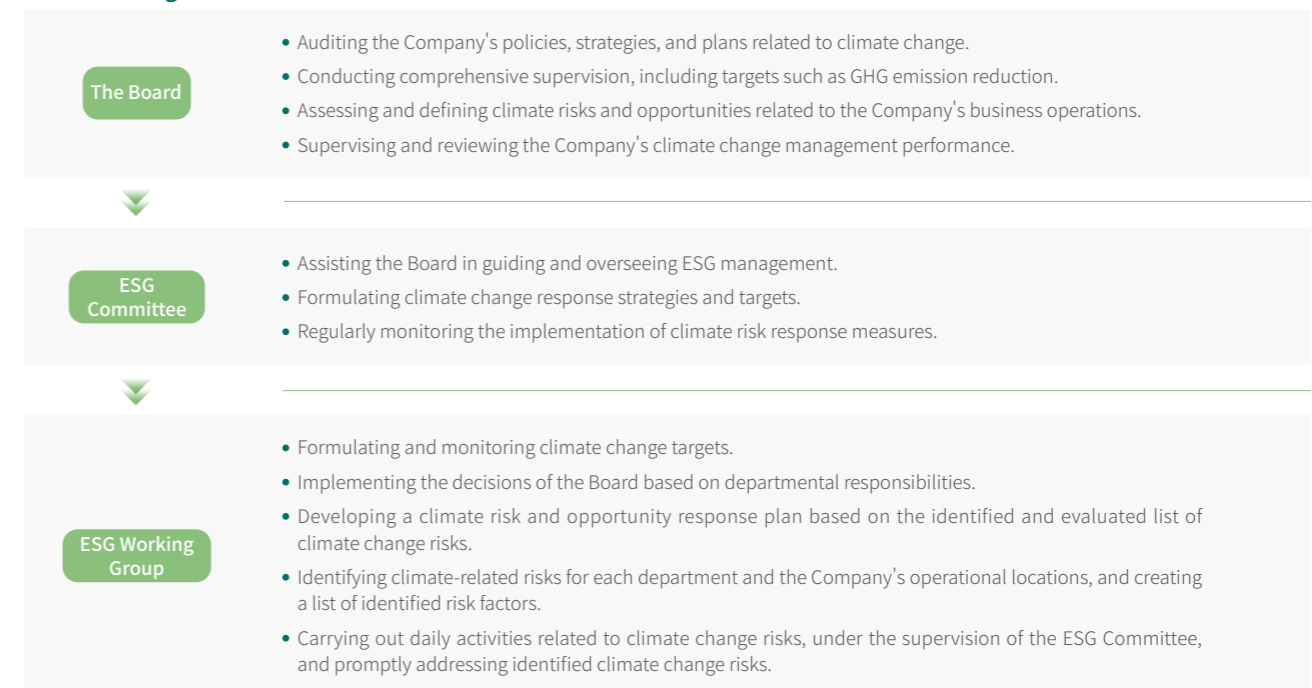 The Board
• Auditing the Company's policies, strategies, and plans related to climate change.
• Conducting comprehensive supervision, including targets such as GHG emission reduction.
• Assessing and defining climate risks and opportunities related to the Company's business operations.
• Supervising and reviewing the Company's climate change management performance.
ESG
Committee
• Assisting the Board in guiding and overseeing ESG management.
• Formulating climate change response strategies and targets.
• Regularly monitoring the implementation of climate risk response measures.
ESG Working
Group
• Formulating and monitoring climate change targets.
• Implementing the decisions of the Board based on departmental responsibilities.
• Developing a climate risk and opportunity response plan based on the identified and evaluated list of
climate change risks.
• Identifying climate-related risks for each department and the Company's operational locations, and creating
a list of identified risk factors.
• Carrying out daily activities related to climate change risks, under the supervision of the ESG Committee,
and promptly addressing identified climate change risks.